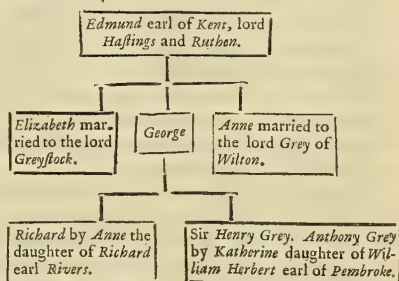 Edmund earl of Kent, lord
Haſtings and Ruthen.
Elizabeth mar-
ried to the lord
Greyſtock.
George
Anne married to
the lord Grey of
Wilton.
Richard by Anne the
daughter of Richard
earl Rivers.
Sir Henry Grey. Anthony Grey
by Katherine daughter of Wil-
liam Herbert earl of Pembroke.